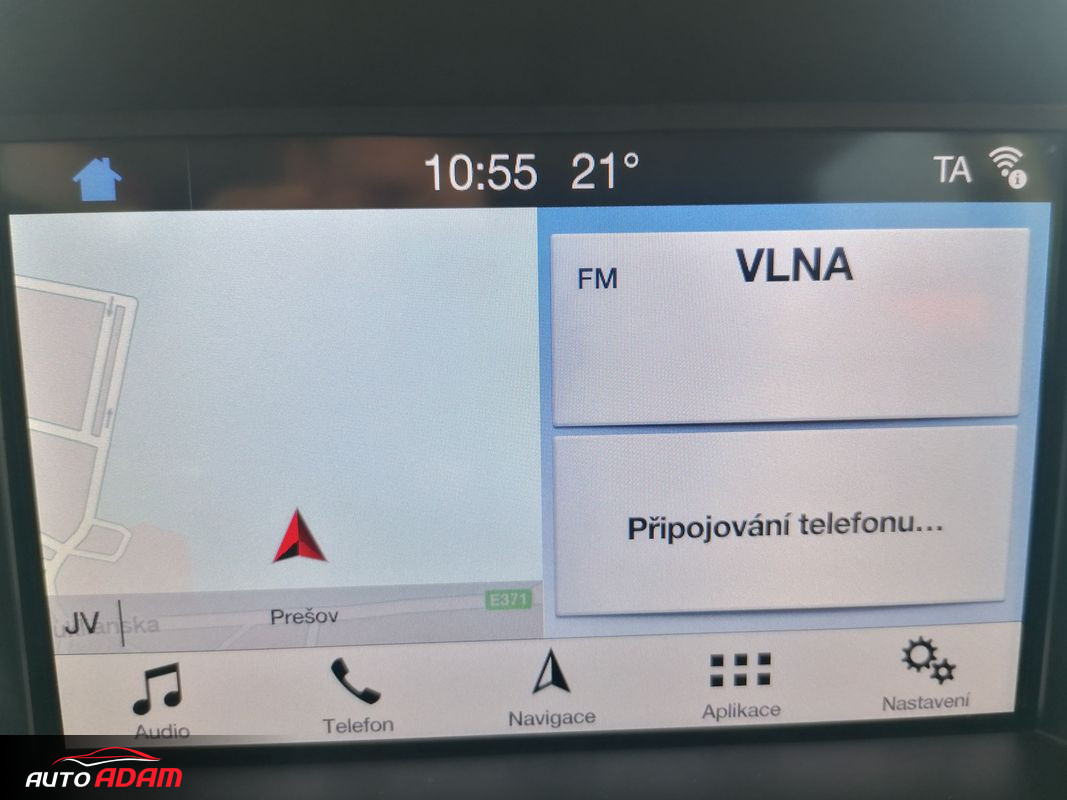 10:55 21° TA
FM VLNA
Připojování telefonu...
E371
JV Prešov
Audio
Telefon
Navigace
Aplikace
Nastavení
AUTO ADAM